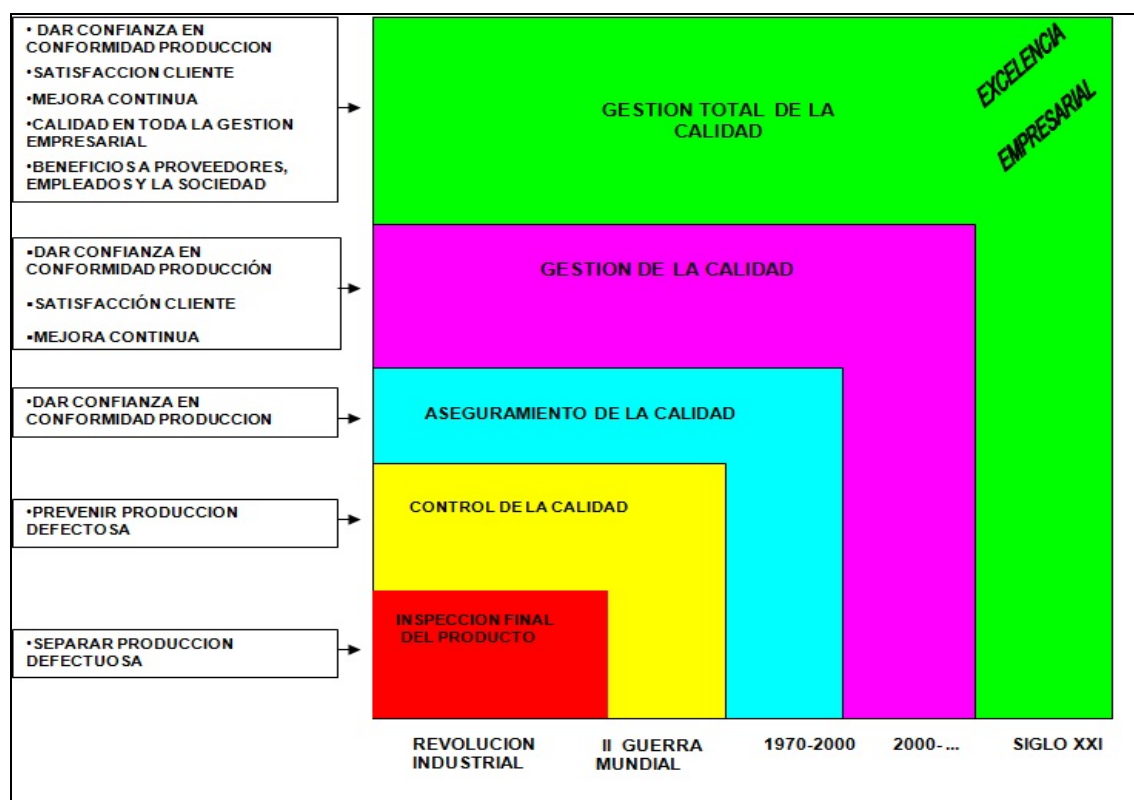 • DAR CONFIANZA EN
CONFORMIDAD PRODUCCION
•SATISFACCION CLIENTE
•MEJORA CONTINUA
•CALIDAD EN TODA LA GESTION
EMPRESARIAL
•BENEFICIOS A PROVEEDORES,
EMPLEADOS Y LA SOCIEDAD
GESTION TOTAL DE LA
CALIDAD
EXCELENCIA
EMPRESARIAL
▪DAR CONFIANZA EN
CONFORMIDAD PRODUCCIÓN
▪SATISFACCIÓN CLIENTE
▪MEJORA CONTINUA
GESTION DE LA CALIDAD
•DAR CONFIANZA EN
CONFORMIDAD PRODUCCION
ASEGURAMIENTO DE LA CALIDAD
•PREVENIR PRODUCCION
DEFECTOSA
CONTROL DE LA CALIDAD
•SEPARAR PRODUCCION
DEFECTUOSA
INSPECCION FINAL
DEL PRODUCTO
REVOLUCION
INDUSTRIAL
II GUERRA
MUNDIAL
1970-2000
2000-...
SIGLO XXI